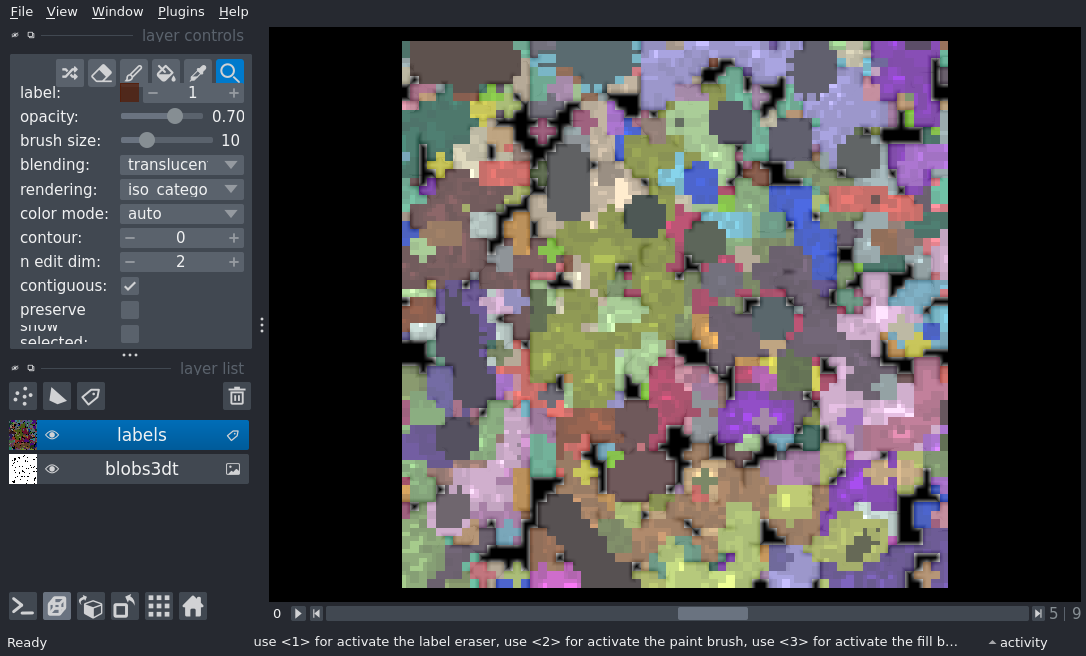 File View Window Plugins Help
layer controls
label: 1
opacity: 0.70
brush size: 10
blending: translucen
rendering: iso_catego
color mode: auto
contour: 0
n edit dim: 2
contiguous:
preserve
show
selected:
layer list
labels
blobs3dt
0 5 | 9
Ready use <1> for activate the label eraser, use <2> for activate the paint brush, use <3> for activate the fill b... activity